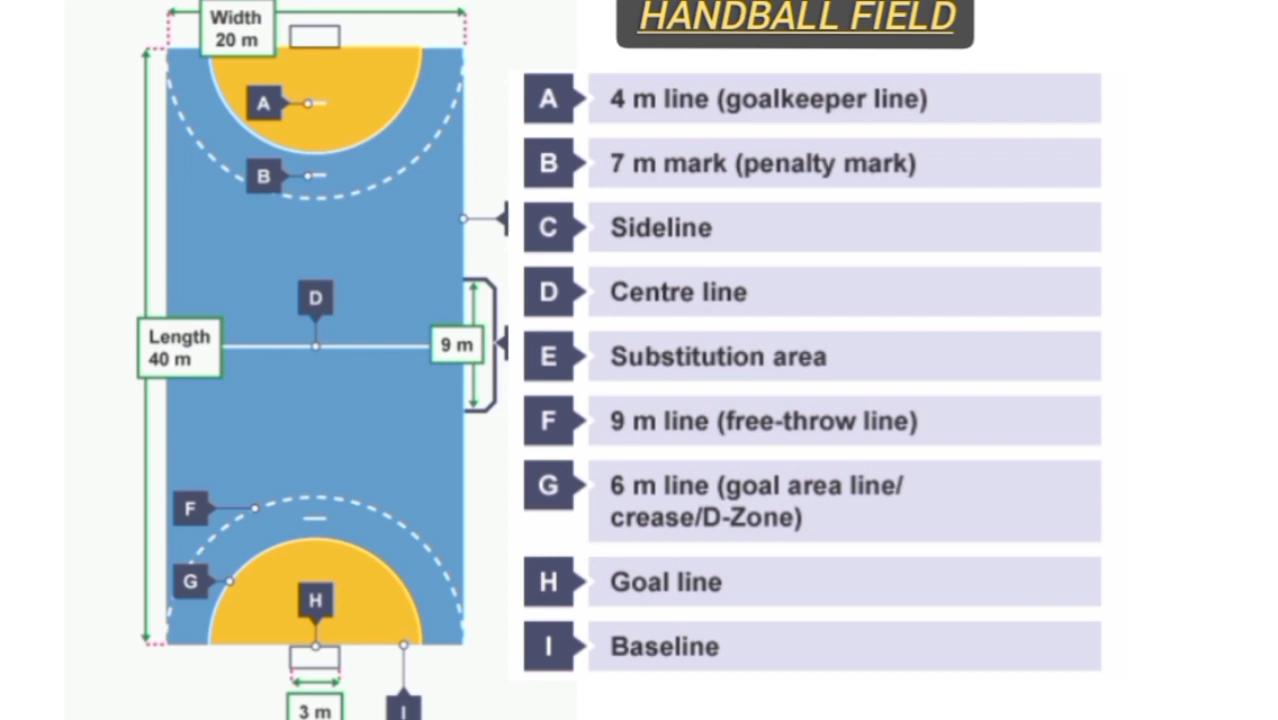 HANDBALL FIELD
Width
20 m
A
B
D
Length
40 m
9 m
F
G
H
3 m
I
A 4 m line (goalkeeper line)
B 7 m mark (penalty mark)
C Sideline
D Centre line
E Substitution area
F 9 m line (free-throw line)
G 6 m line (goal area line/
crease/D-Zone)
H Goal line
I Baseline